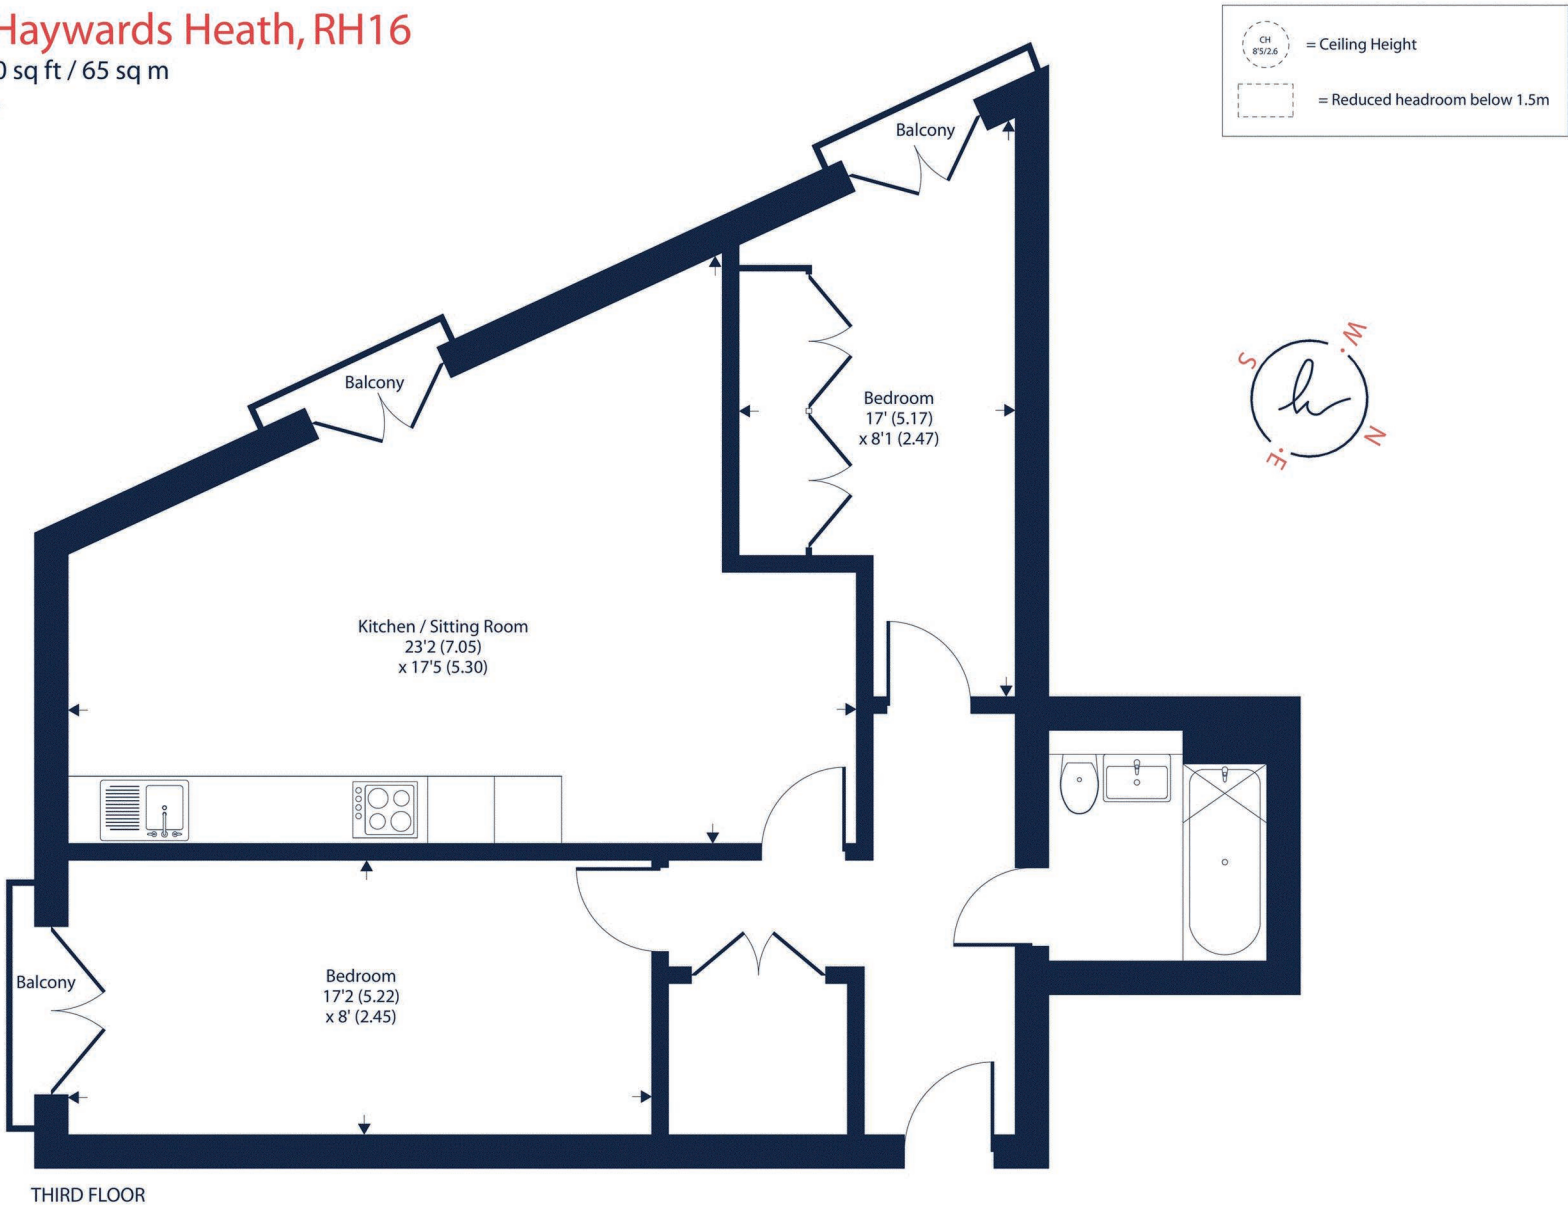 Haywards Heath, RH16
0 sq ft / 65 sq m
CH
8'5/2.6
= Ceiling Height
= Reduced headroom below 1.5m
Balcony
Balcony
Bedroom
17' (5.17)
x 8'1 (2.47)
W
S
N
E
Kitchen / Sitting Room
23'2 (7.05)
x 17'5 (5.30)
Balcony
Bedroom
17'2 (5.22)
x 8' (2.45)
THIRD FLOOR